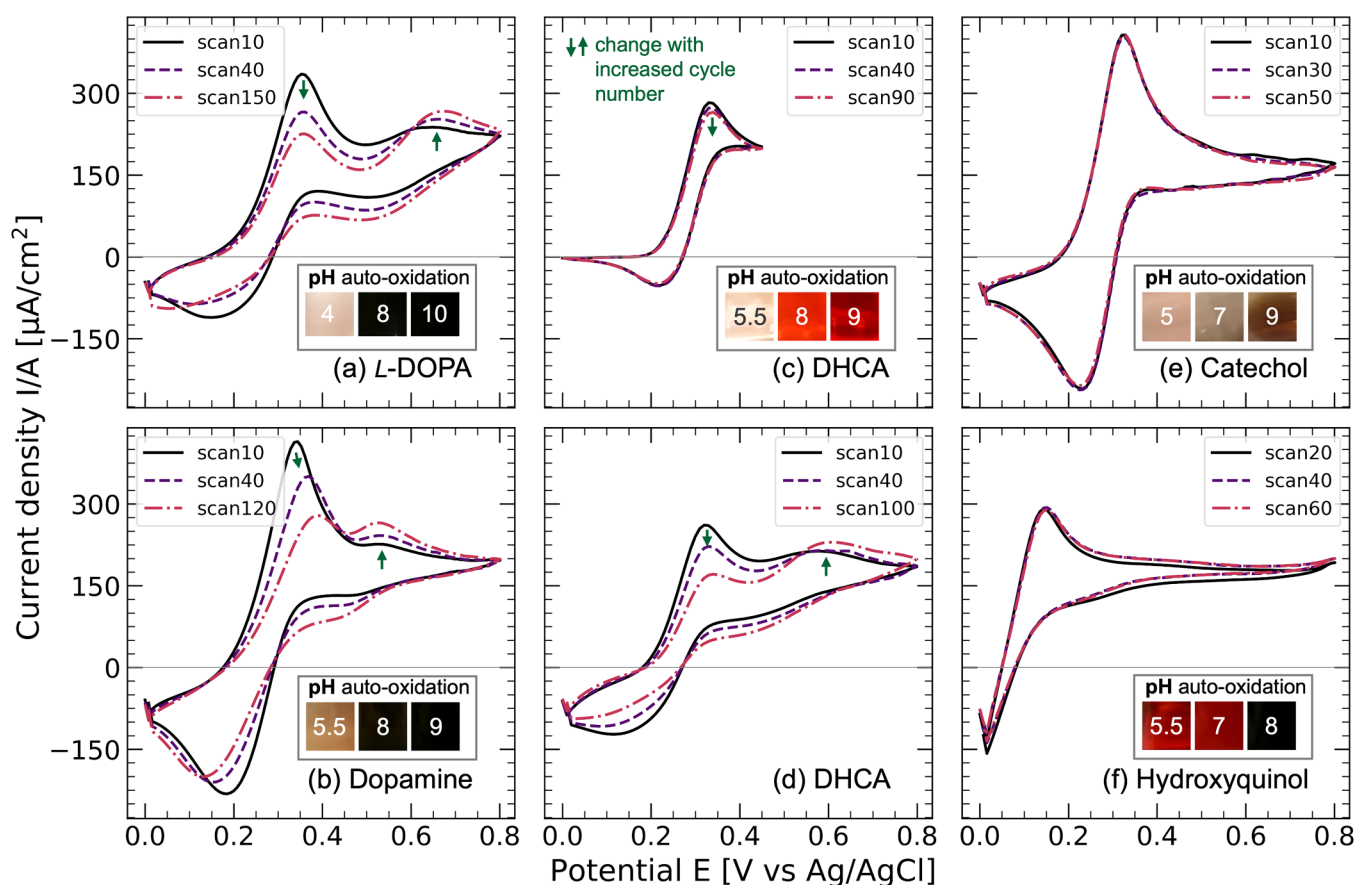 Current density I/A [µA/cm²]
scan10
scan40
scan150
300
150
0
−150
pH auto-oxidation
4 8 10
(a) L-DOPA
change with
increased cycle
number
scan10
scan40
scan90
pH auto-oxidation
5.5 8 9
(c) DHCA
scan10
scan30
scan50
pH auto-oxidation
5 7 9
(e) Catechol
scan10
scan40
scan120
300
150
0
−150
pH auto-oxidation
5.5 8 9
(b) Dopamine
0.0 0.2 0.4 0.6 0.8
scan10
scan40
scan100
(d) DHCA
0.0 0.2 0.4 0.6 0.8
scan20
scan40
scan60
pH auto-oxidation
5.5 7 8
(f) Hydroxyquinol
0.0 0.2 0.4 0.6 0.8
Potential E [V vs Ag/AgCl]